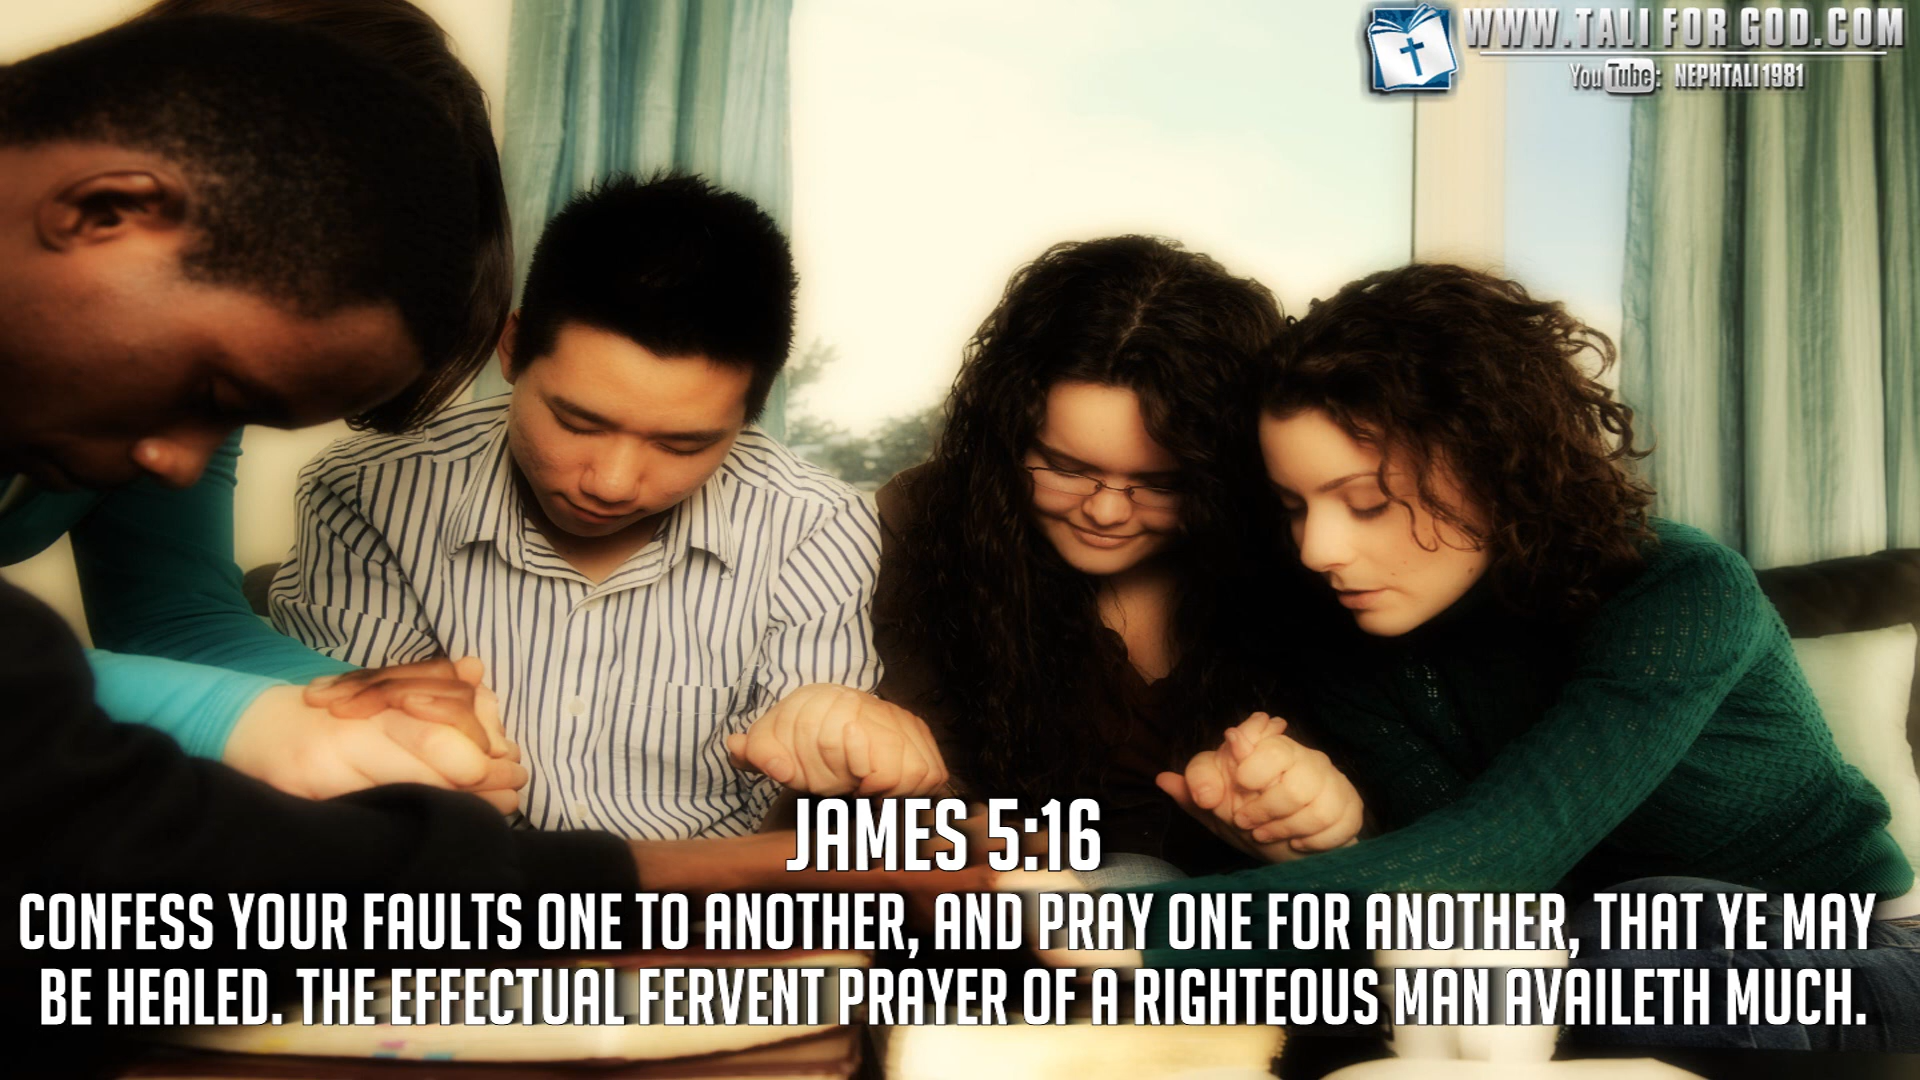 WWW.TALI FOR GOD.COM
YouTube: NEPHTALI1981
JAMES 5:16
CONFESS YOUR FAULTS ONE TO ANOTHER, AND PRAY ONE FOR ANOTHER, THAT YE MAY
BE HEALED. THE EFFECTUAL FERVENT PRAYER OF A RIGHTEOUS MAN AVAILETH MUCH.